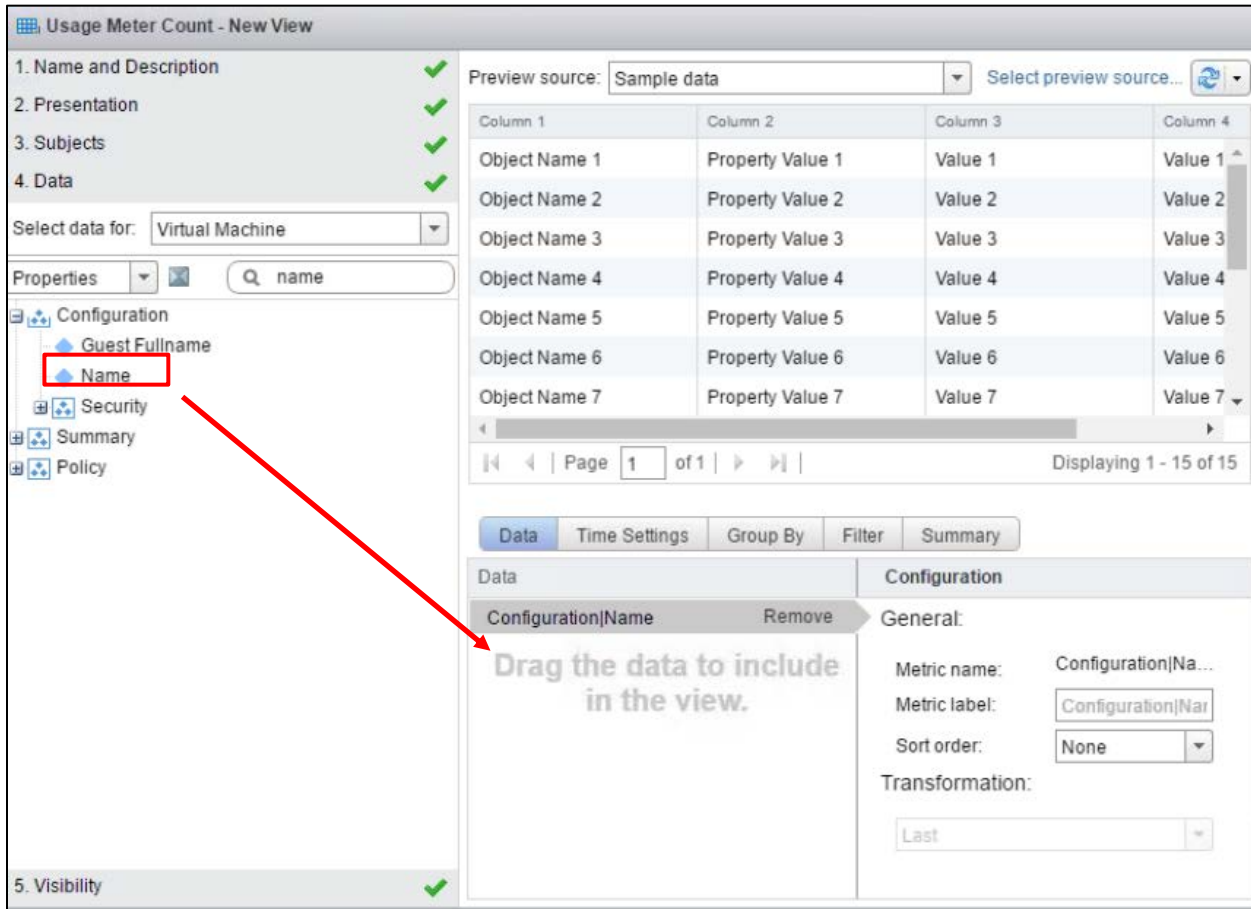 Usage Meter Count - New View
1. Name and Description
2. Presentation
3. Subjects
4. Data
Select data for: Virtual Machine
Properties name
Configuration
Guest Fullname
Name
Security
Summary
Policy
5. Visibility
Preview source: Sample data Select preview source...
Column 1 Column 2 Column 3 Column 4
Object Name 1 Property Value 1 Value 1 Value 1
Object Name 2 Property Value 2 Value 2 Value 2
Object Name 3 Property Value 3 Value 3 Value 3
Object Name 4 Property Value 4 Value 4 Value 4
Object Name 5 Property Value 5 Value 5 Value 5
Object Name 6 Property Value 6 Value 6 Value 6
Object Name 7 Property Value 7 Value 7 Value 7
Page 1 of 1 Displaying 1 - 15 of 15
Data Time Settings Group By Filter Summary
Data
Configuration|Name Remove
Drag the data to include
in the view.
Configuration
General:
Metric name: Configuration|Na...
Metric label: Configuration|Nar
Sort order: None
Transformation:
Last